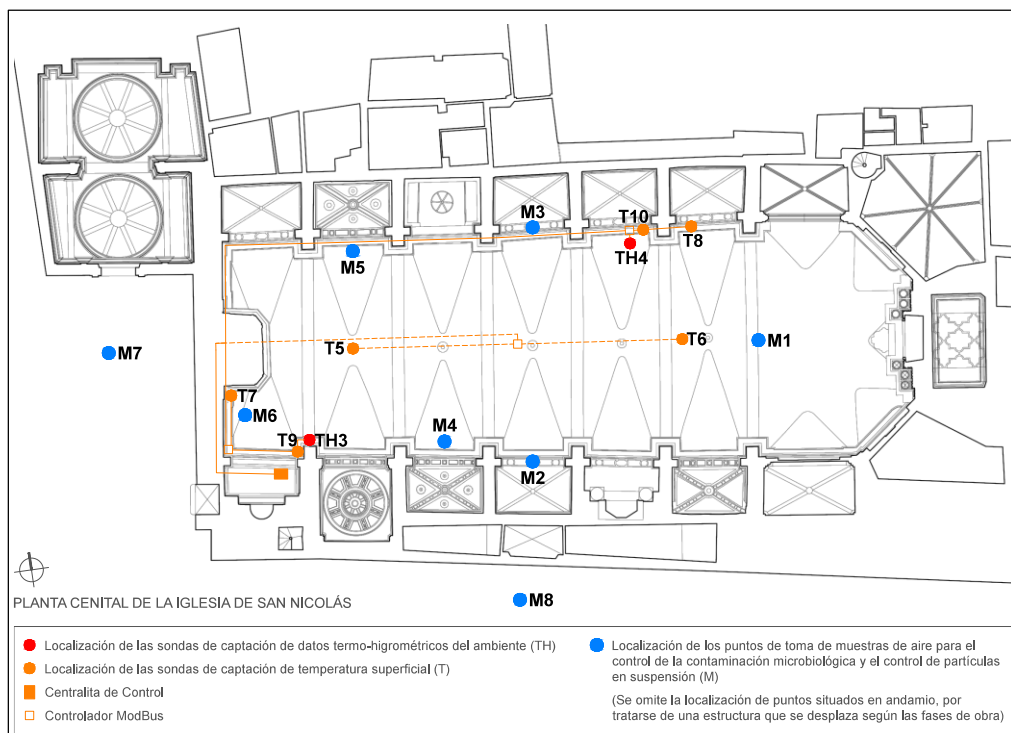 M3
T10
T8
TH4
M5
T5
T6
M1
M7
T7
M6
T9
TH3
M4
M2
PLANTA CENITAL DE LA IGLESIA DE SAN NICOLÁS
M8
Localización de las sondas de captación de datos termo-higrométricos del ambiente (TH)
Localización de las sondas de captación de temperatura superficial (T)
Centralita de Control
Controlador ModBus
Localización de los puntos de toma de muestras de aire para el
control de la contaminación microbiológica y el control de partículas
en suspensión (M)
(Se omite la localización de puntos situados en andamio, por
tratarse de una estructura que se desplaza según las fases de obra)